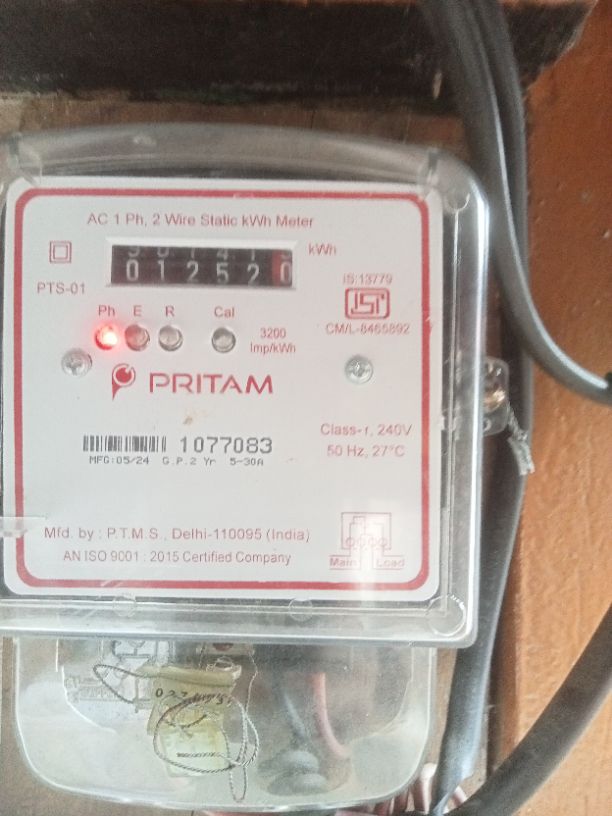 AC 1 Ph, 2 Wire Static kWh Meter
012520 kWh
PTS-01
IS:13779
Ph E R Cal
3200
Imp/kWh
CM/L-8465892
PRITAM
1077083
MFG:05/24 G.P.2 Yr 5-30A
Class-1, 240V
50 Hz, 27°C
Mfd. by : P.T.M.S., Delhi-110095 (India)
AN ISO 9001 : 2015 Certified Company
Main Load